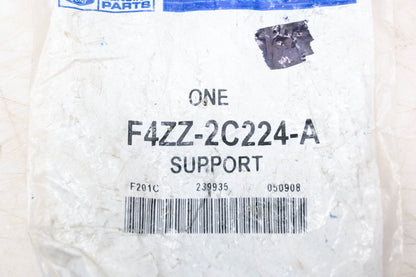 PARTS
ONE
F4ZZ-2C224-A
SUPPORT
F201C 239935 050908